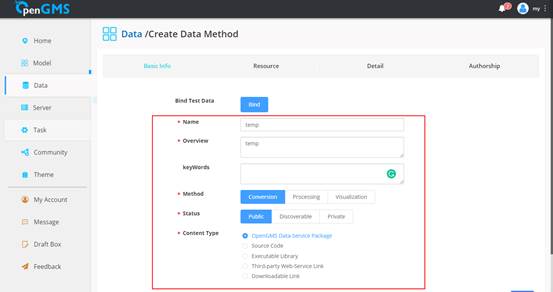 OpenGMS
my
Home
Model
Data
Server
Task
Community
Theme
My Account
Message
Draft Box
Feedback
Data /Create Data Method
Basic Info Resource Detail Authorship
Bind Test Data Bind
* Name temp
* Overview temp
keyWords
* Method Conversion Processing Visualization
* Status Public Discoverable Private
* Content Type OpenGMS Data-Service Package
Source Code
Executable Library
Third-party Web-Service Link
Downloadable Link